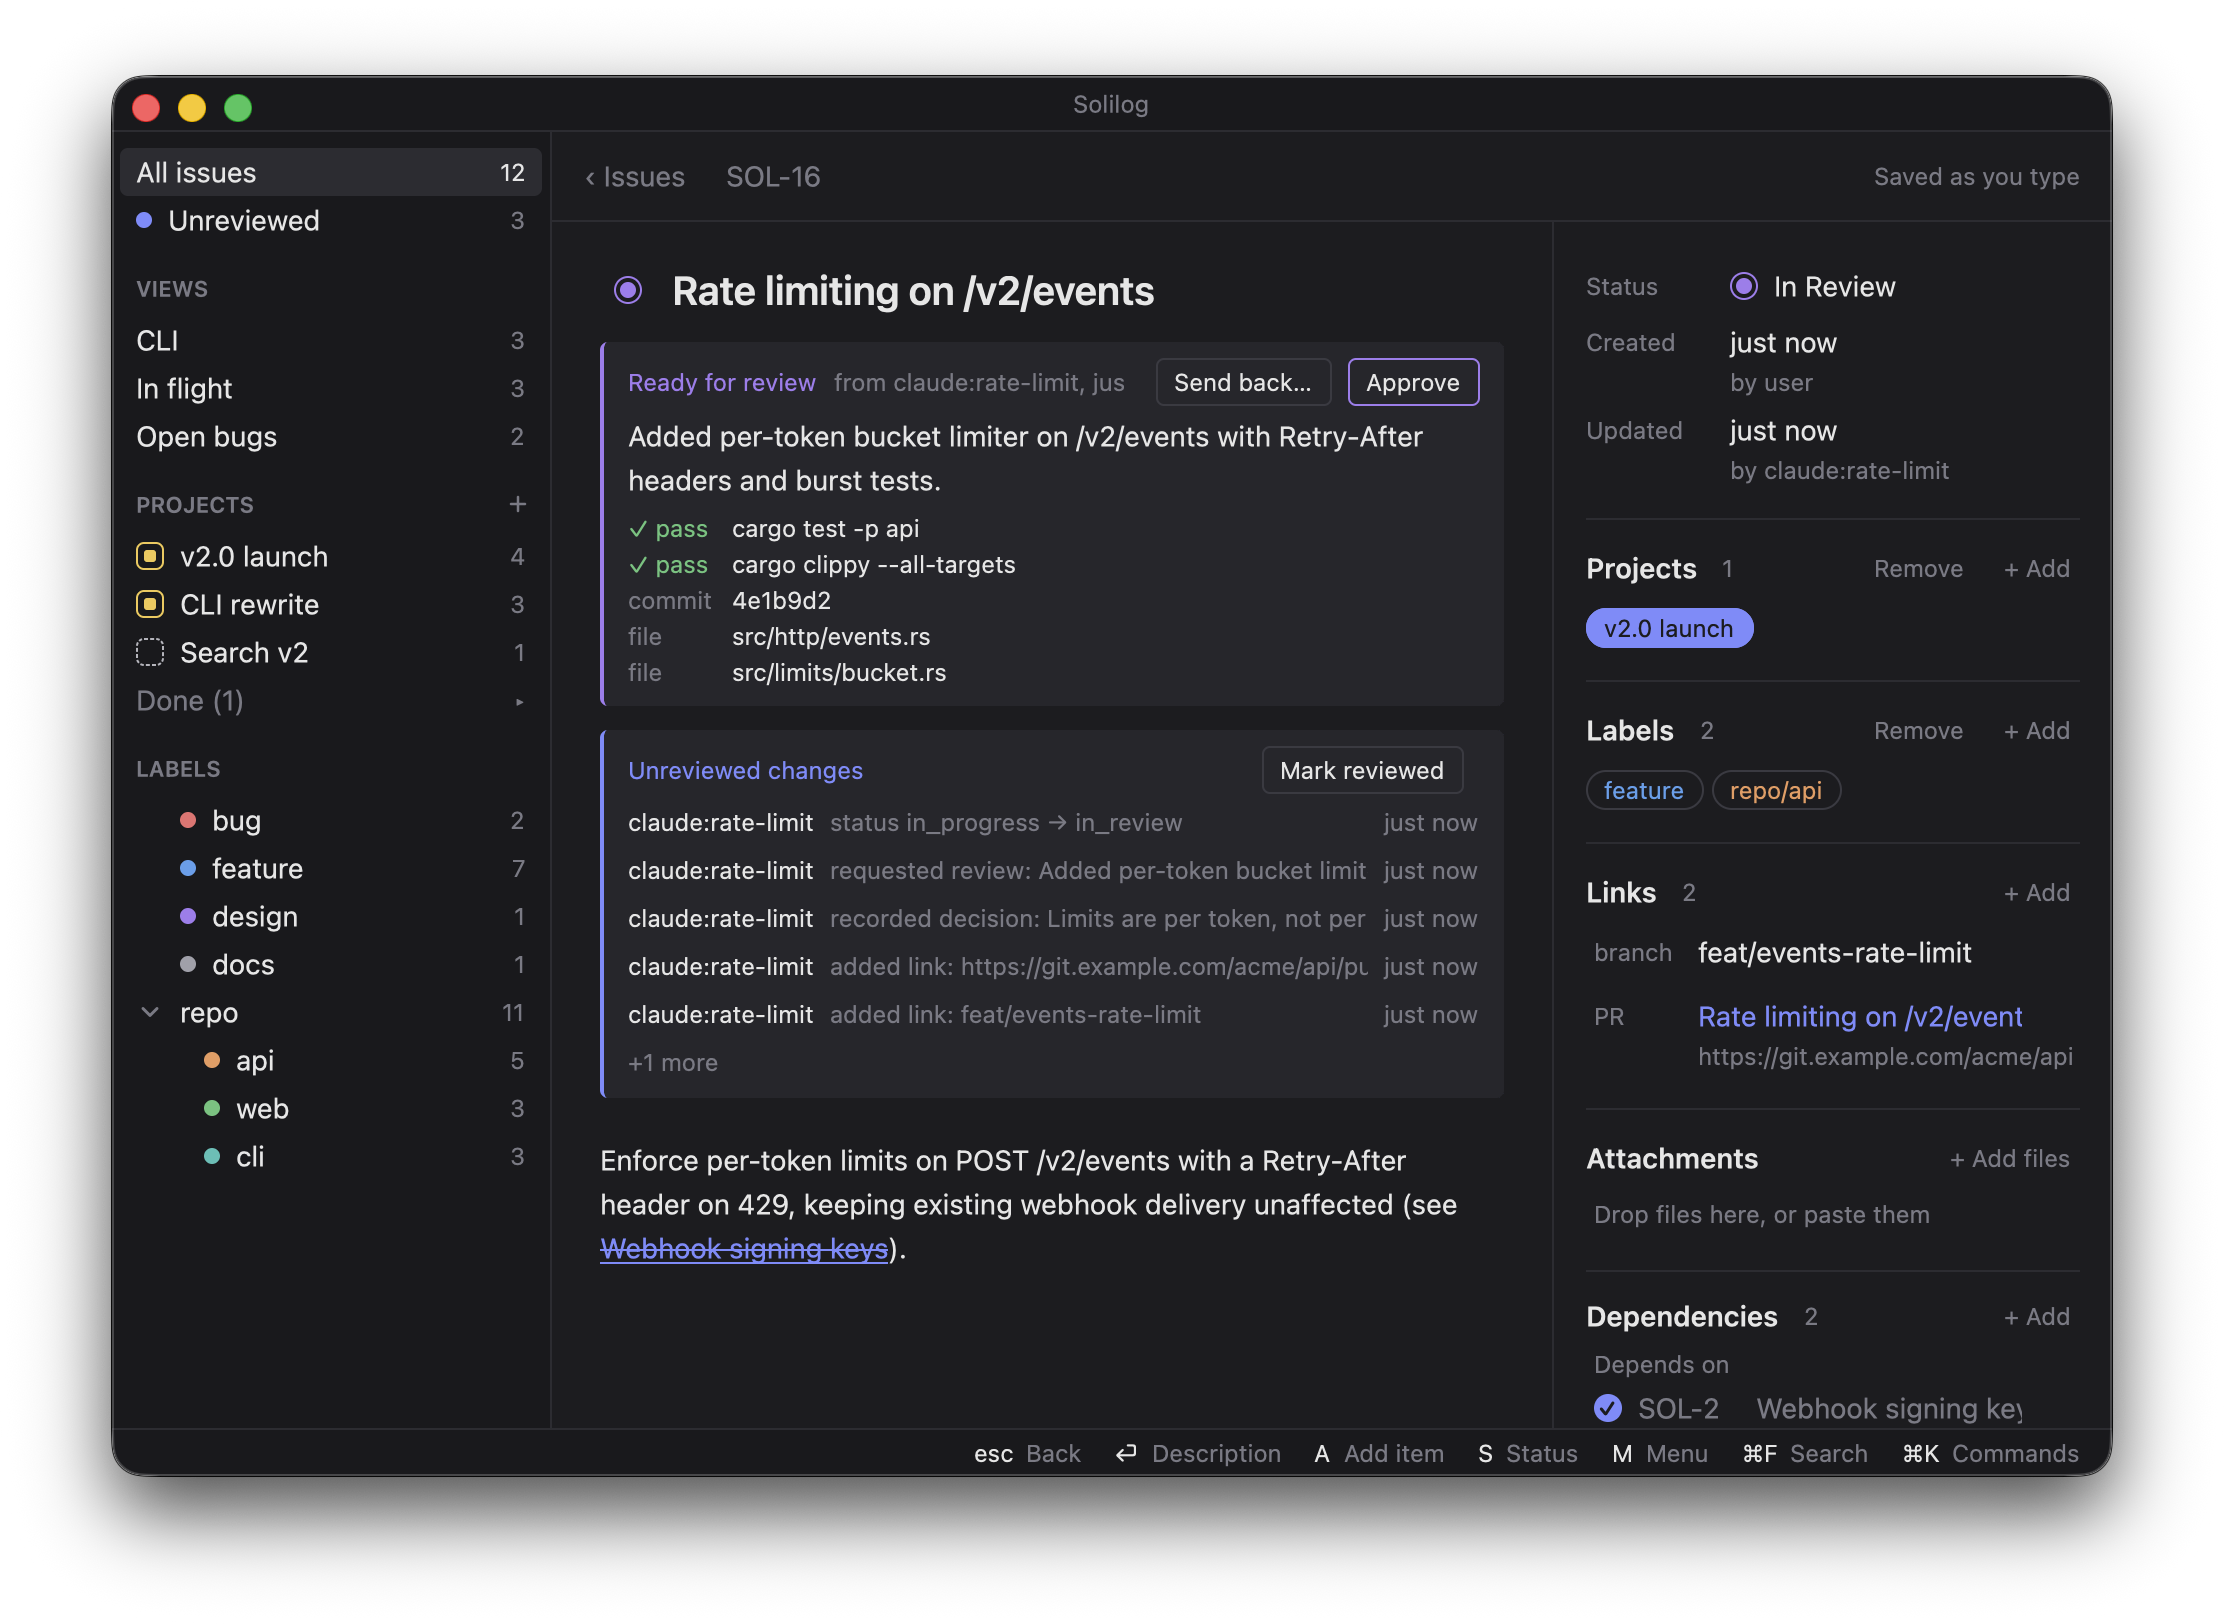 Solilog
All issues 12
Unreviewed 3
VIEWS
CLI 3
In flight 3
Open bugs 2
PROJECTS +
v2.0 launch 4
CLI rewrite 3
Search v2 1
Done (1)
LABELS
bug 2
feature 7
design 1
docs 1
repo 11
api 5
web 3
cli 3
‹ Issues SOL-16 Saved as you type
Rate limiting on /v2/events
Ready for review from claude:rate-limit, jus Send back... Approve
Added per-token bucket limiter on /v2/events with Retry-After
headers and burst tests.
✓ pass cargo test -p api
✓ pass cargo clippy --all-targets
commit 4e1b9d2
file src/http/events.rs
file src/limits/bucket.rs
Unreviewed changes Mark reviewed
claude:rate-limit status in_progress → in_review just now
claude:rate-limit requested review: Added per-token bucket limit just now
claude:rate-limit recorded decision: Limits are per token, not per just now
claude:rate-limit added link: https://git.example.com/acme/api/pu just now
claude:rate-limit added link: feat/events-rate-limit just now
+1 more
Enforce per-token limits on POST /v2/events with a Retry-After
header on 429, keeping existing webhook delivery unaffected (see
Webhook signing keys).
Status In Review
Created just now
by user
Updated just now
by claude:rate-limit
Projects 1 Remove + Add
v2.0 launch
Labels 2 Remove + Add
feature repo/api
Links 2 + Add
branch feat/events-rate-limit
PR Rate limiting on /v2/event
https://git.example.com/acme/api
Attachments + Add files
Drop files here, or paste them
Dependencies 2 + Add
Depends on
SOL-2 Webhook signing key
esc Back ↵ Description A Add item S Status M Menu ⌘F Search ⌘K Commands